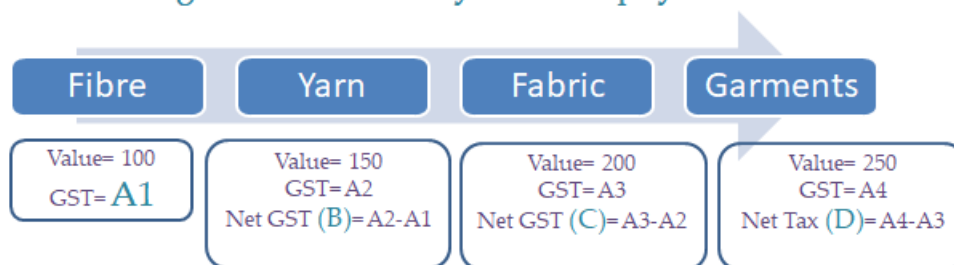 Fibre
Yarn
Fabric
Garments
Value= 100
GST= A1
Value= 150
GST=A2
Net GST (B)=A2-A1
Value= 200
GST=A3
Net GST (C)=A3-A2
Value= 250
GST=A4
Net Tax (D)=A4-A3